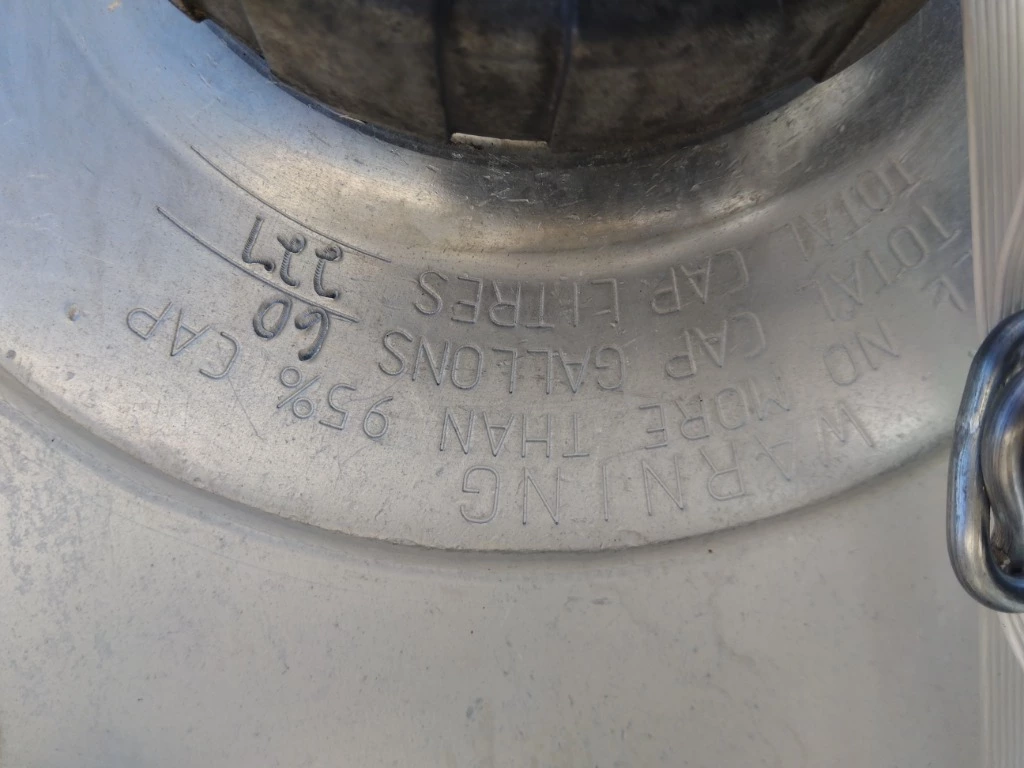 WARNING
NO MORE THAN 95% CAP
TOTAL CAP GALLONS 60
TOTAL CAP LITRES 227